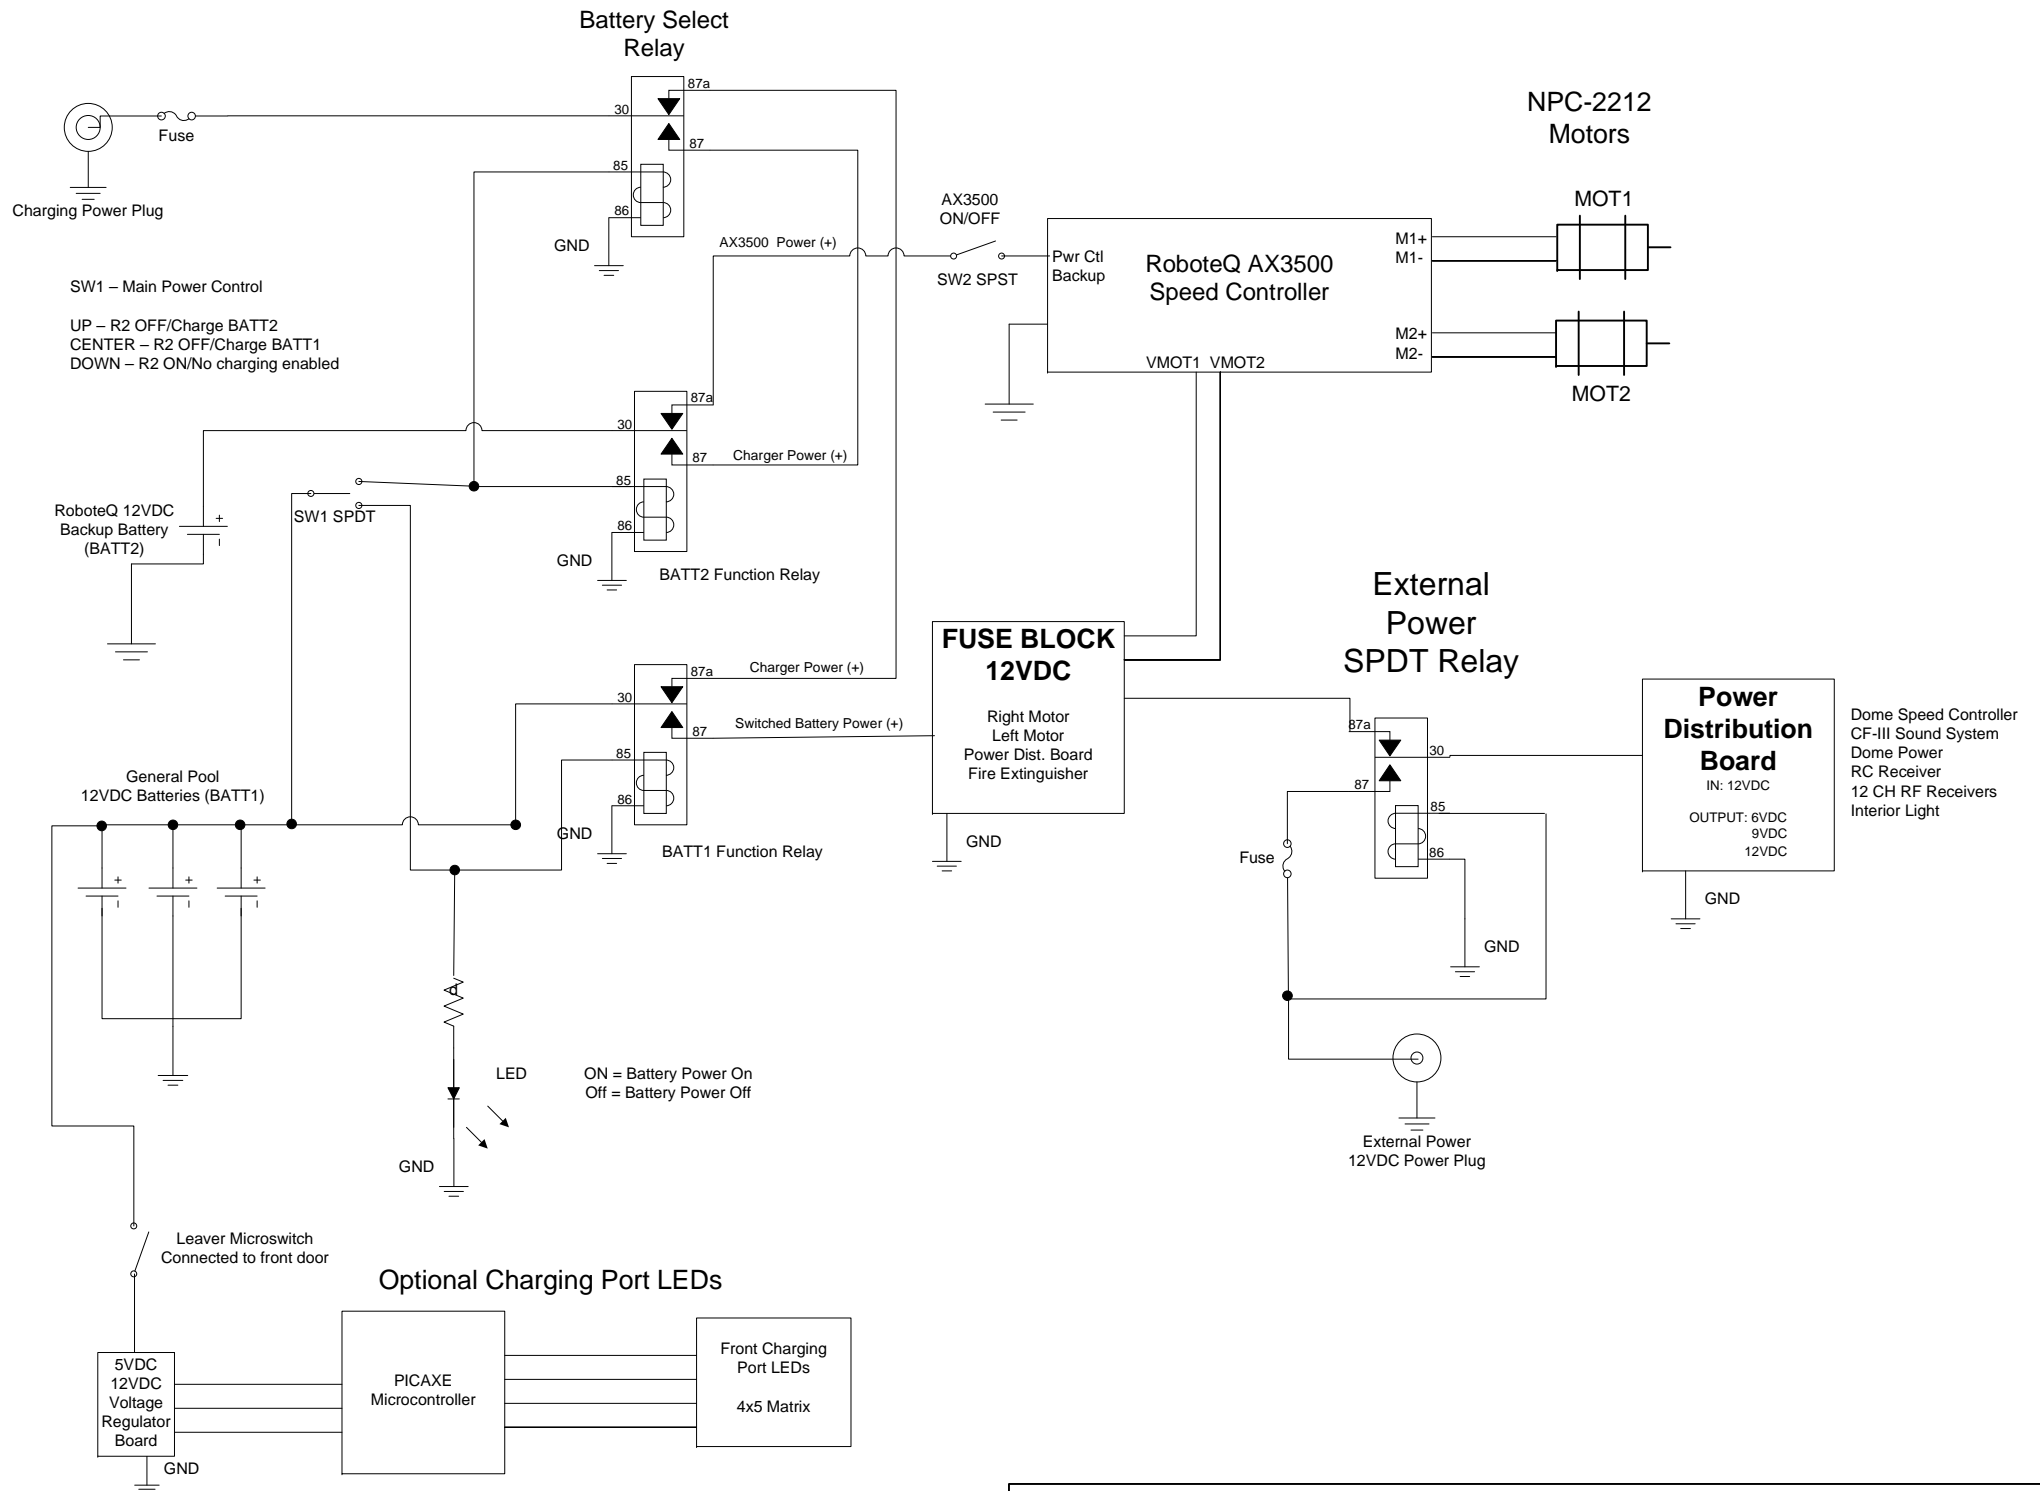 Battery Select
Relay
87a
30
87
85
86
GND
Fuse
Charging Power Plug
NPC-2212
Motors
MOT1
MOT2
AX3500
ON/OFF
AX3500 Power (+)
SW2 SPST
Pwr Ctl
Backup
RoboteQ AX3500
Speed Controller
M1+
M1-
M2+
M2-
VMOT1 VMOT2
SW1 – Main Power Control
UP – R2 OFF/Charge BATT2
CENTER – R2 OFF/Charge BATT1
DOWN – R2 ON/No charging enabled
87a
30
87
Charger Power (+)
85
86
GND
BATT2 Function Relay
SW1 SPDT
RoboteQ 12VDC
Backup Battery
(BATT2)
+
-
87a
Charger Power (+)
30
87
Switched Battery Power (+)
85
86
GND
BATT1 Function Relay
FUSE BLOCK
12VDC
Right Motor
Left Motor
Power Dist. Board
Fire Extinguisher
GND
External
Power
SPDT Relay
87a
30
87
85
86
Fuse
GND
External Power
12VDC Power Plug
Power
Distribution
Board
IN: 12VDC
OUTPUT: 6VDC
9VDC
12VDC
GND
Dome Speed Controller
CF-III Sound System
Dome Power
RC Receiver
12 CH RF Receivers
Interior Light
General Pool
12VDC Batteries (BATT1)
+ + +
- - -
d
LED
ON = Battery Power On
Off = Battery Power Off
GND
Leaver Microswitch
Connected to front door
Optional Charging Port LEDs
5VDC
12VDC
Voltage
Regulator
Board
GND
PICAXE
Microcontroller
Front Charging
Port LEDs
4x5 Matrix